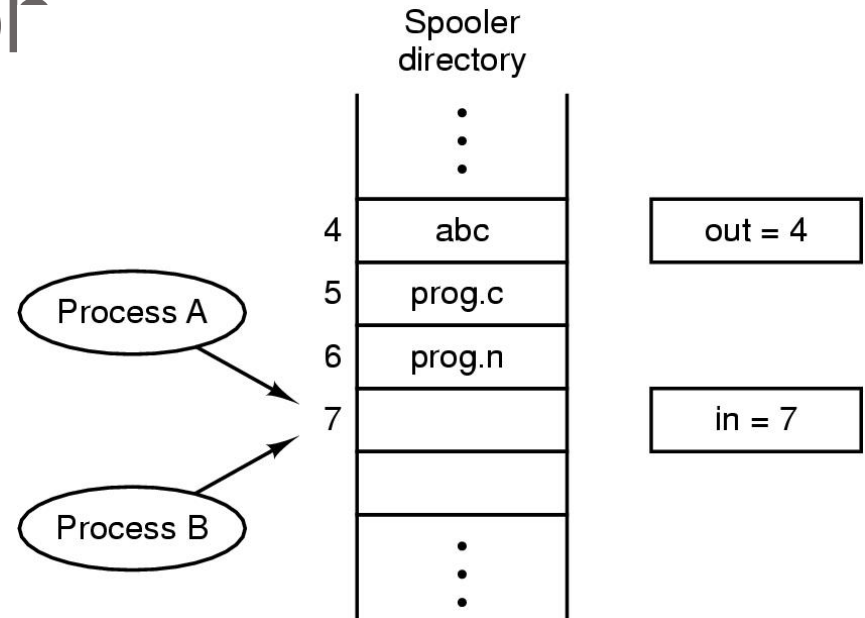 Spooler
directory
4 abc out = 4
Process A
5 prog.c
6 prog.n
7 in = 7
Process B